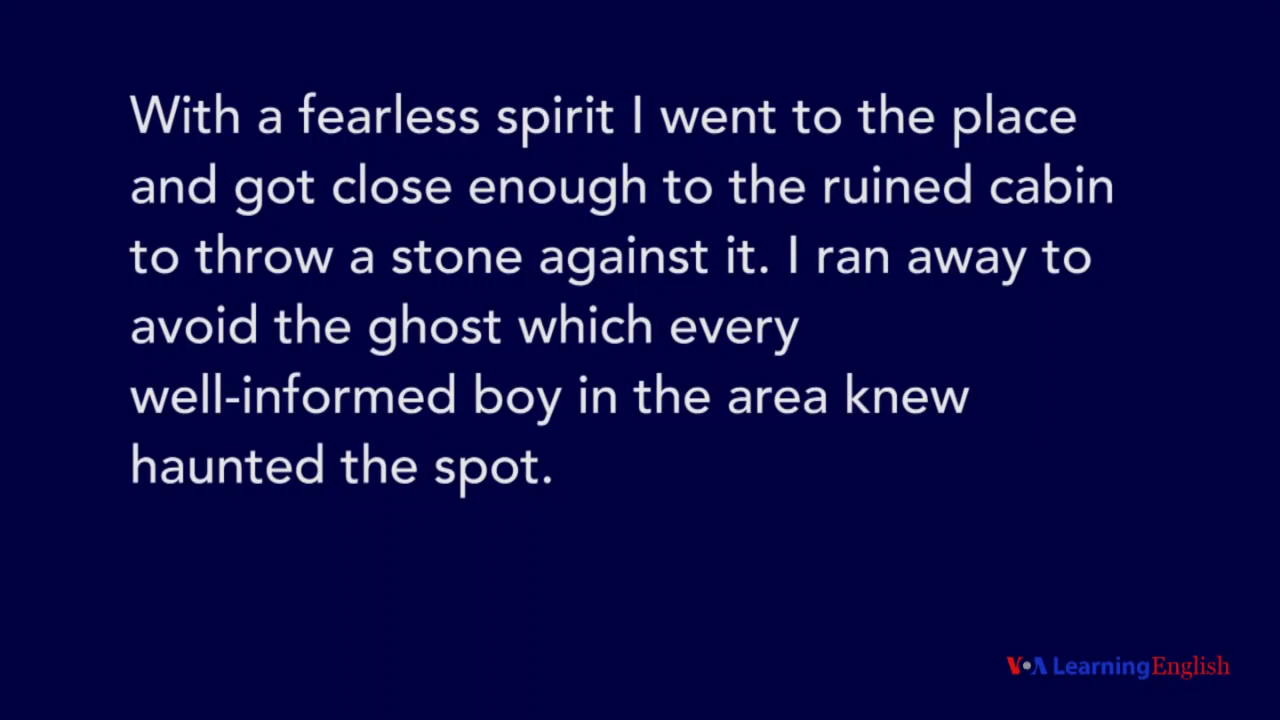 With a fearless spirit I went to the place
and got close enough to the ruined cabin
to throw a stone against it. I ran away to
avoid the ghost which every
well-informed boy in the area knew
haunted the spot.
VOA Learning English